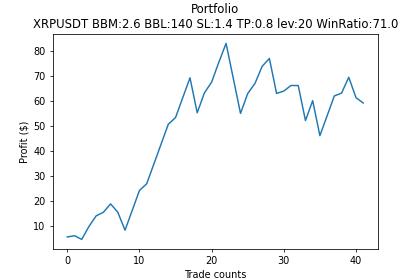 Portfolio
XRPUSDT BBM:2.6 BBL:140 SL:1.4 TP:0.8 lev:20 WinRatio:71.0
80
70
60
50
40
30
20
10
Profit ($)
0 10 20 30 40
Trade counts